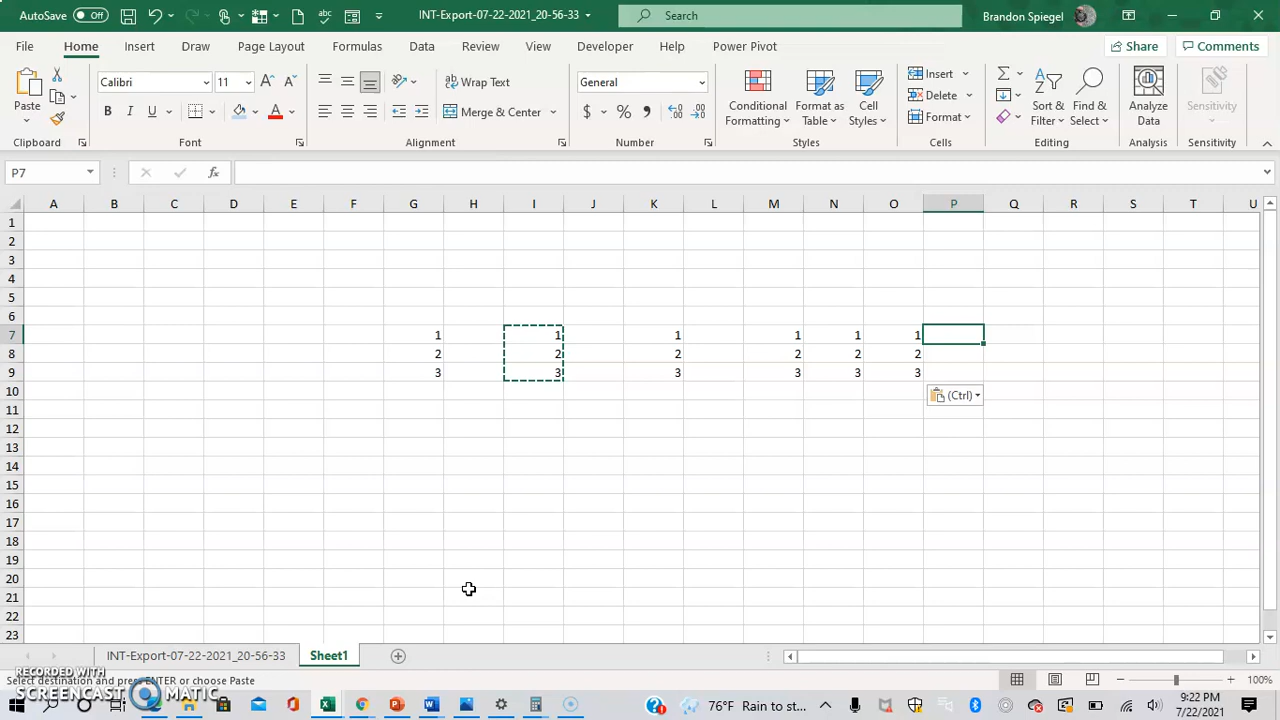 AutoSave Off INT-Export-07-22-2021_20-56-33 Search Brandon Spiegel
File Home Insert Draw Page Layout Formulas Data Review View Developer Help Power Pivot Share Comments
Calibri 11 Wrap Text General Insert
Paste Conditional Formatting Format as Table Cell Styles Delete Sort & Filter Find & Select Analyze Data Sensitivity
B I U Merge & Center $ % Format
Clipboard Font Alignment Number Styles Cells Editing Analysis Sensitivity
P7 fx
A B C D E F G H I J K L M N O P Q R S T U
1
2
3
4
5
6
7 1 1 1 1 1 1
8 2 2 2 2 2 2
9 3 3 3 3 3 3
10 (Ctrl)
11
12
13
14
15
16
17
18
19
20
21
22
23
INT-Export-07-22-2021_20-56-33 Sheet1
RECORDED WITH
Select destination and press ENTER or choose Paste 100%
SCREENCAST MATIC
76°F Rain to st... 9:22 PM
7/22/2021